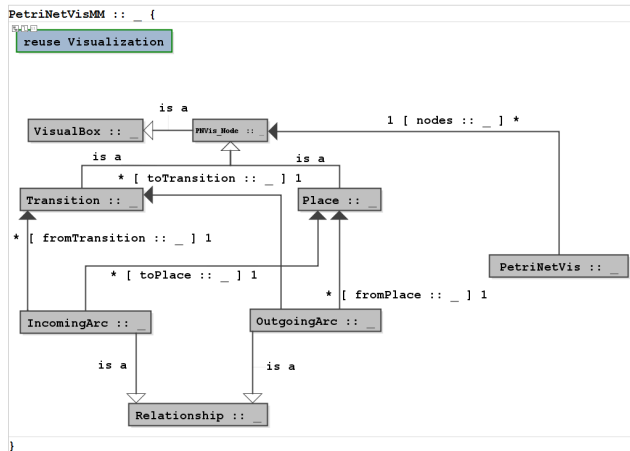 PetriNetVisMM :: _ {
reuse Visualization
is a
1 [ nodes :: _ ] *
VisualBox :: _
PNVis_Node :: _
is a
is a
* [ toTransition :: _ ] 1
Transition :: _
Place :: _
* [ fromTransition :: _ ] 1
* [ toPlace :: _ ] 1
PetriNetVis :: _
* [ fromPlace :: _ ] 1
IncomingArc :: _
OutgoingArc :: _
is a
is a
Relationship :: _
}